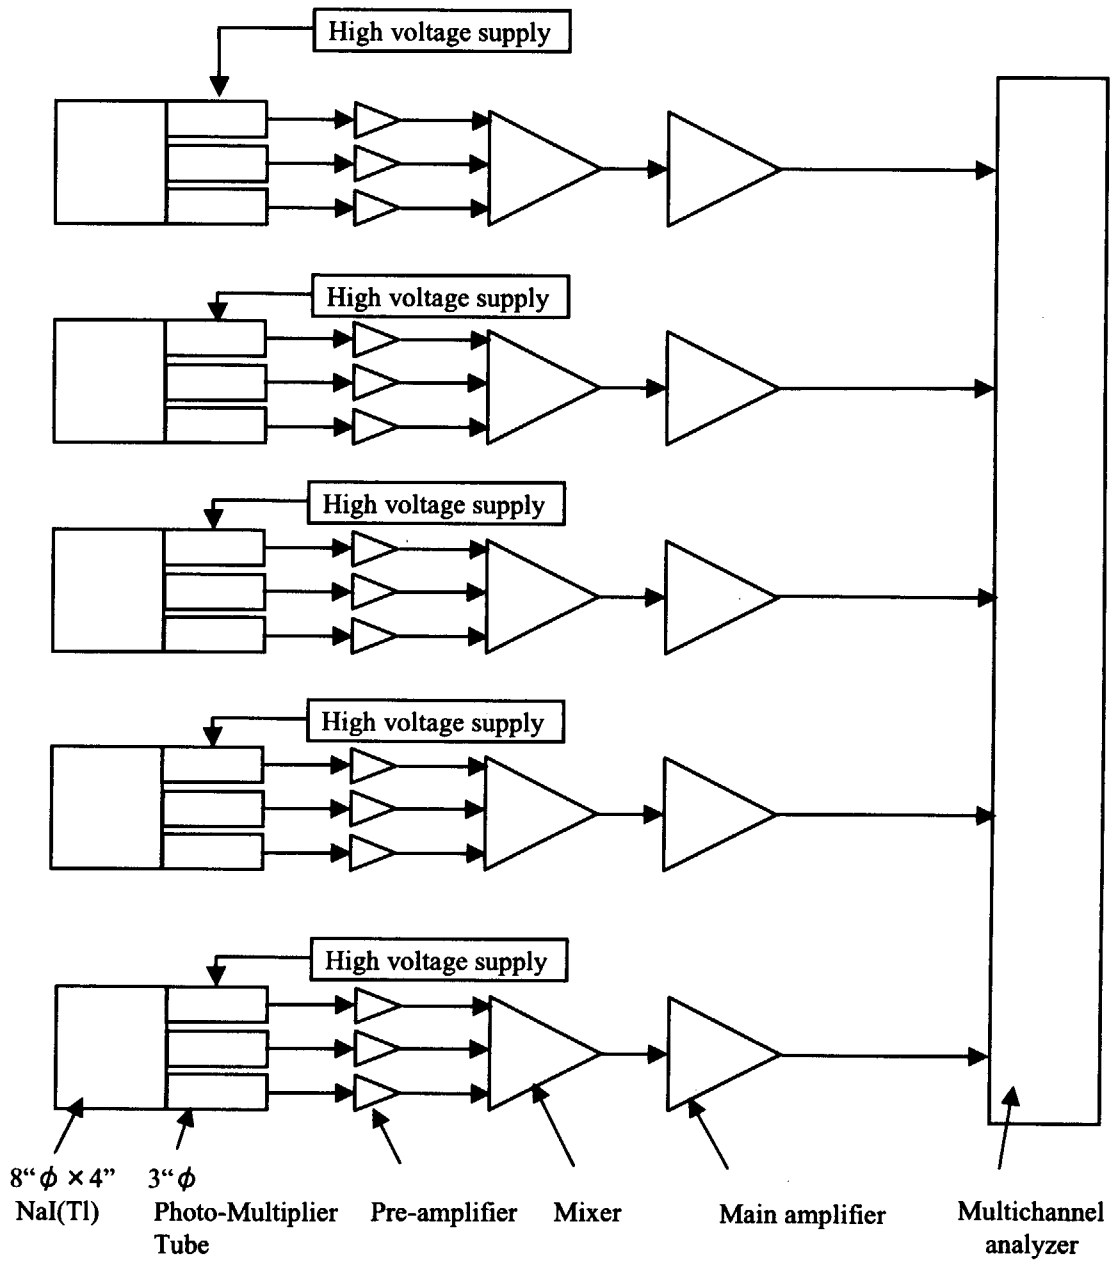 High voltage supply
High voltage supply
High voltage supply
High voltage supply
High voltage supply
8“ϕ ×4”
NaI(Tl)
3“ϕ
Photo-Multiplier
Tube
Pre-amplifier
Mixer
Main amplifier
Multichannel
analyzer